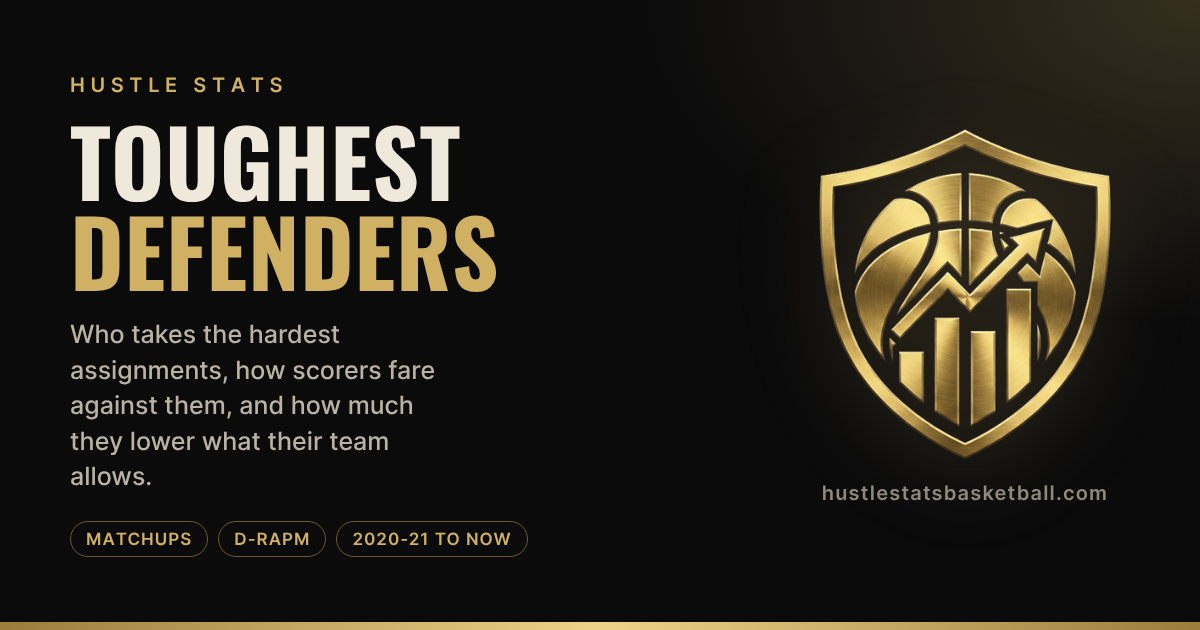 HUSTLE STATS
TOUGHEST
DEFENDERS
Who takes the hardest
assignments, how scorers fare
against them, and how much
they lower what their team
allows.
MATCHUPS
D-RAPM
2020-21 TO NOW
hustlestatsbasketball.com